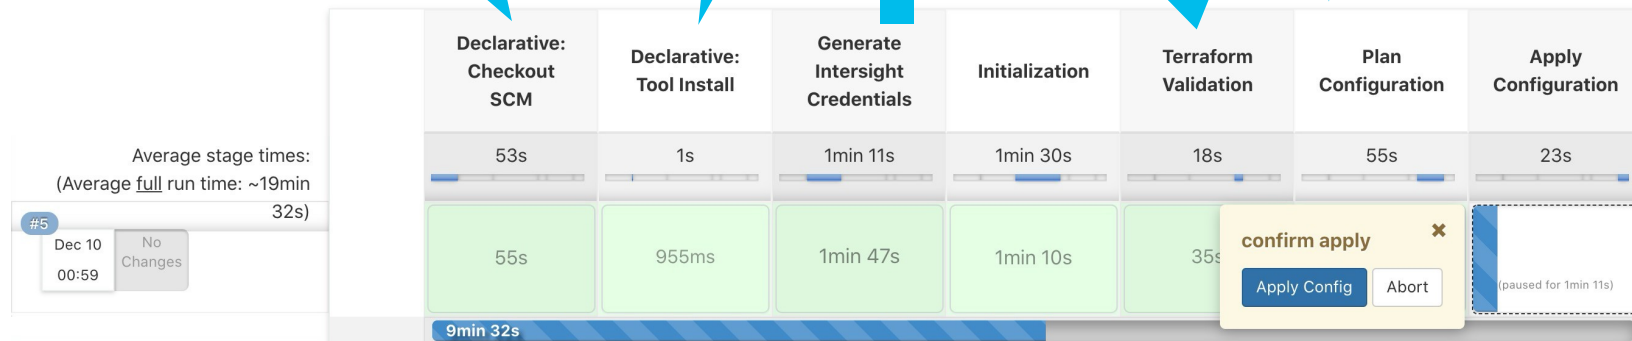 Declarative:
Checkout
SCM
Declarative:
Tool Install
Generate
Intersight
Credentials
Initialization
Terraform
Validation
Plan
Configuration
Apply
Configuration
Average stage times:
(Average full run time: ~19min
32s)
53s
1s
1min 11s
1min 30s
18s
55s
23s
#5
Dec 10
00:59
No
Changes
55s
955ms
1min 47s
1min 10s
35s
confirm apply
Apply Config
Abort
(paused for 1min 11s)
9min 32s